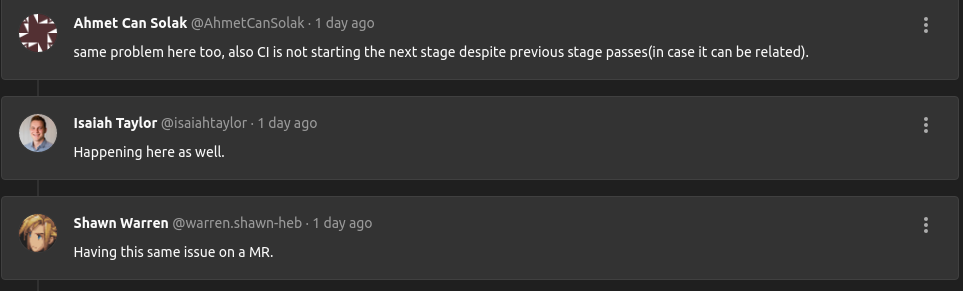 Ahmet Can Solak @AhmetCanSolak · 1 day ago
same problem here too, also CI is not starting the next stage despite previous stage passes(in case it can be related).
Isaiah Taylor @isaiahtaylor · 1 day ago
Happening here as well.
Shawn Warren @warren.shawn-heb · 1 day ago
Having this same issue on a MR.